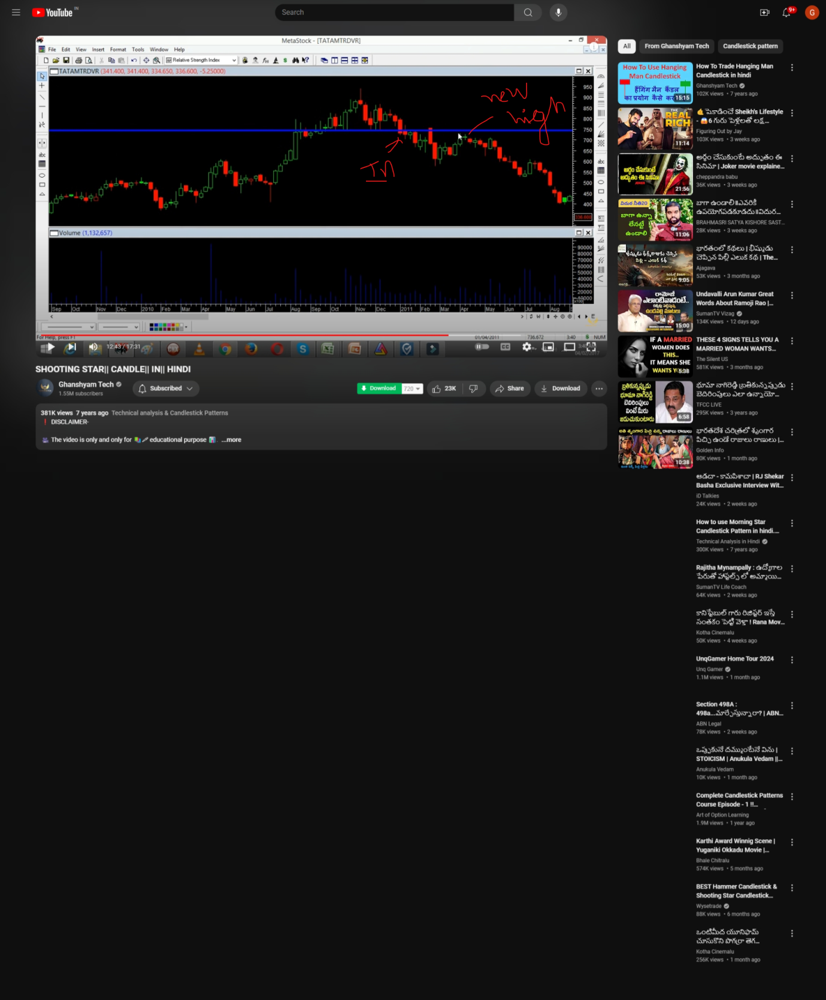 YouTube IN
Search
9+
G
MetaStock - [TATAMTRDVR]
File Edit View Insert Format Tools Window Help
Relative Strength Index
TATAMTRDVR (341.400, 341.400, 334.650, 336.600, -5.25000)
new
high
IN
950
900
850
800
750
700
650
600
550
500
450
400
Volume (1,132,657)
90000
80000
70000
60000
50000
40000
30000
20000
10000
Sep Oct Nov Dec 2010 Feb Mar Apr May Jun Jul Aug Sep Oct Nov Dec 2011 Feb Mar Apr May Jun Jul Aug S
For Help, press F1 01/04/2011 736.672 3:40 $ NUM
12:43 / 17:31
SHOOTING STAR|| CANDLE|| IN|| HINDI
Ghanshyam Tech
1.55M subscribers
Subscribed
Download 720
23K
Share
Download
381K views 7 years ago Technical analysis & Candlestick Patterns
❗ DISCLAIMER-
The video is only and only for educational purpose . ...more
All From Ghanshyam Tech Candlestick pattern
How To Use Hanging
Man Candlestick
हैंगिंग मैन कैंडल
का प्रयोग कैसे कर
15:15
How To Trade Hanging Man
Candlestick in hindi
Ghanshyam Tech
102K views • 7 years ago
THE
REAL
RICH
11:14
పెకాడించే Sheikh's Lifestyle
- 6 గురు పెళ్లలతో లక్ష...
Figuring Out by Jay
103K views • 3 weeks ago
అర్థం చేసుకుంటే
అద్భుతం ఈ సినిమా
JOKER
21:56
అర్థం చేసుకుంటే అద్భుతం ఈ
సినిమా | Joker movie explaine...
cheppandra babu
36K views • 3 weeks ago
విదుర నీతి20
బాగా ఉన్నా
లేనట్టే
ఉండాలి
11:06
బాగా ఉండాలి॥ఎవరికీ
ఉపయోగపడకూడదు॥విదుర...
BRAHMASRI SATYA KISHORE SAST...
28K views • 3 weeks ago
భీష్ముడు ధర్మరాజుకు చెప్పిన
పిల్లి - ఎలుక కథ
9:05
భారతంలో కథలు | భీష్ముడు
చెప్పిన పిల్లి ఎలుక కథ | The...
Ajagava
53K views • 3 months ago
రామోజీ
ఎలాంటివాడంటే..
15:00
Undavalli Arun Kumar Great
Words About Ramoji Rao |...
SumanTV Vizag
134K views • 12 days ago
IF A MARRIED
WOMEN DOES
THIS..
IT MEANS SHE
WANTS Y
5:38
THESE 4 SIGNS TELLS YOU A
MARRIED WOMAN WANTS...
The Silent US
581K views • 3 months ago
బ్రతికున్నప్పుడు
భూమా నాగిరెడ్డి
బెదిరింపులు
వింటే మీరు
జడుచుకుంటారు
6:58
భూమా నాగిరెడ్డి బ్రతికున్నప్పుడు
బెదిరింపులు ఎలా ఉన్నాయో...
TFCC LIVE
295K views • 3 years ago
అతి శృంగార పిచ్చి ఉన్న రాజులు రాణులు
10:38
భారతదేశ చరిత్రలో శృంగార
పిచ్చి ఉండే రాజులు రాణులు |...
Golden Info
80K views • 1 month ago
ఆడదా - కామపిశాచా | RJ Shekar
Basha Exclusive Interview Wit...
iD Talkies
24K views • 2 weeks ago
How to use Morning Star
Candlestick Pattern in hindi....
Technical Analysis in Hindi
300K views • 7 years ago
Rajitha Mynampally : ఉద్యోగాల
పేరుతో హాస్టల్స్ లో అమ్మాయి...
SumanTV Life Coach
64K views • 2 weeks ago
కానిస్టేబుల్ గారు రిజిస్టర్ ఇస్తే
సంతకం పెట్టి వెళ్తా ! Rana Mov...
Kotha Cinemalu
50K views • 4 weeks ago
UnqGamer Home Tour 2024
Unq Gamer
1.1M views • 1 month ago
Section 498A :
498a...మార్చేస్తున్నారా? | ABN...
ABN Legal
78K views • 2 weeks ago
ఒప్పుకునే దమ్ముంటేనే విను |
STOICISM | Anukula Vedam ||...
Anukula Vedam
10K views • 1 month ago
Complete Candlestick Patterns
Course Episode - 1 !!...
Art of Option Learning
1.9M views • 1 year ago
Karthi Award Winnig Scene |
Yuganiki Okkadu Movie |...
Bhale Chitralu
574K views • 5 months ago
BEST Hammer Candlestick &
Shooting Star Candlestick...
Wysetrade
88K views • 6 months ago
ఒంటిమీద యూనిఫామ్
చూసుకొని పొగర్రా తెగ...
Kotha Cinemalu
256K views • 1 month ago